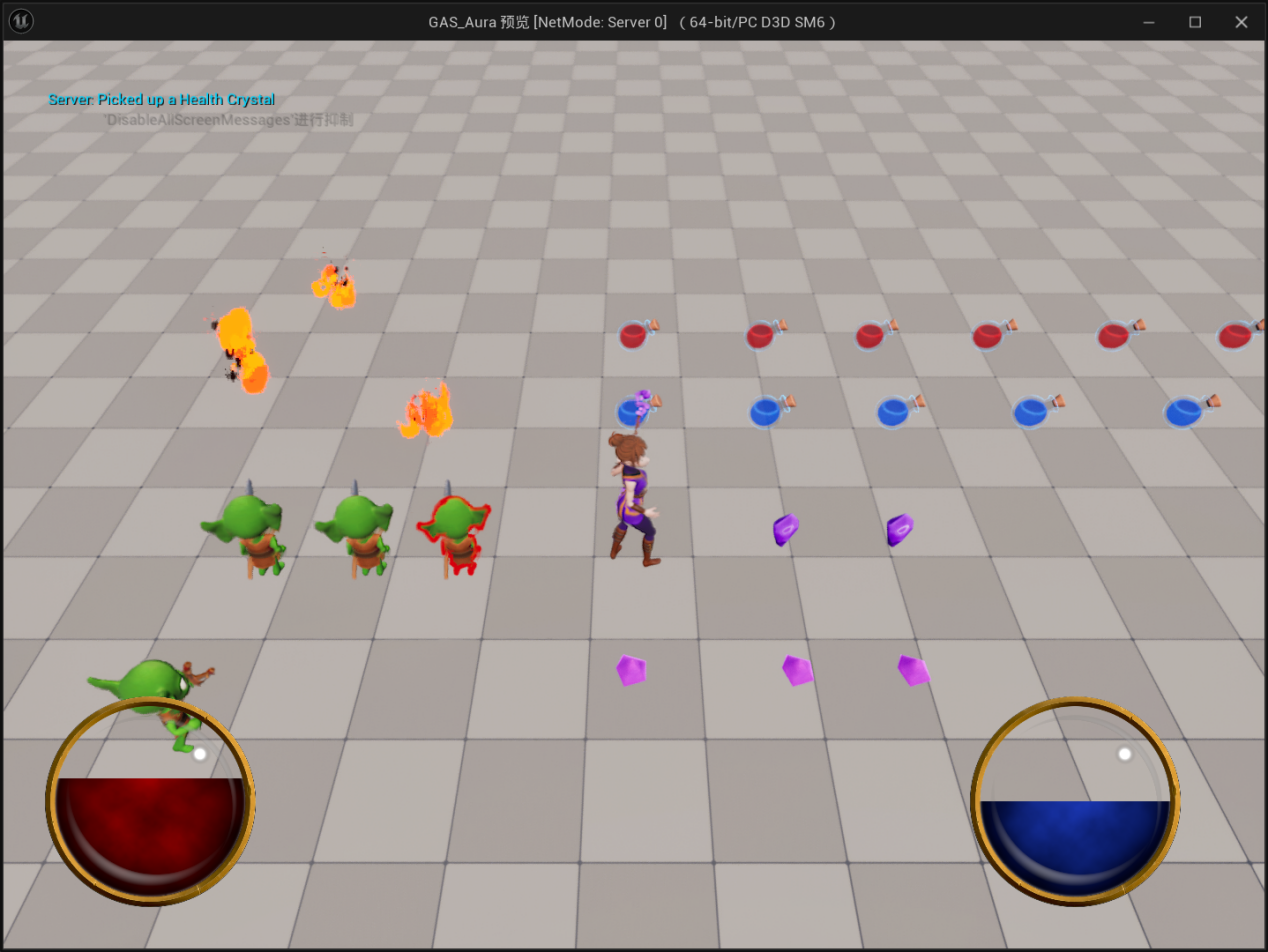 GAS_Aura 预览 [NetMode: Server 0] ( 64-bit/PC D3D SM6 )
Server: Picked up a Health Crystal
'DisableAllScreenMessages'进行抑制